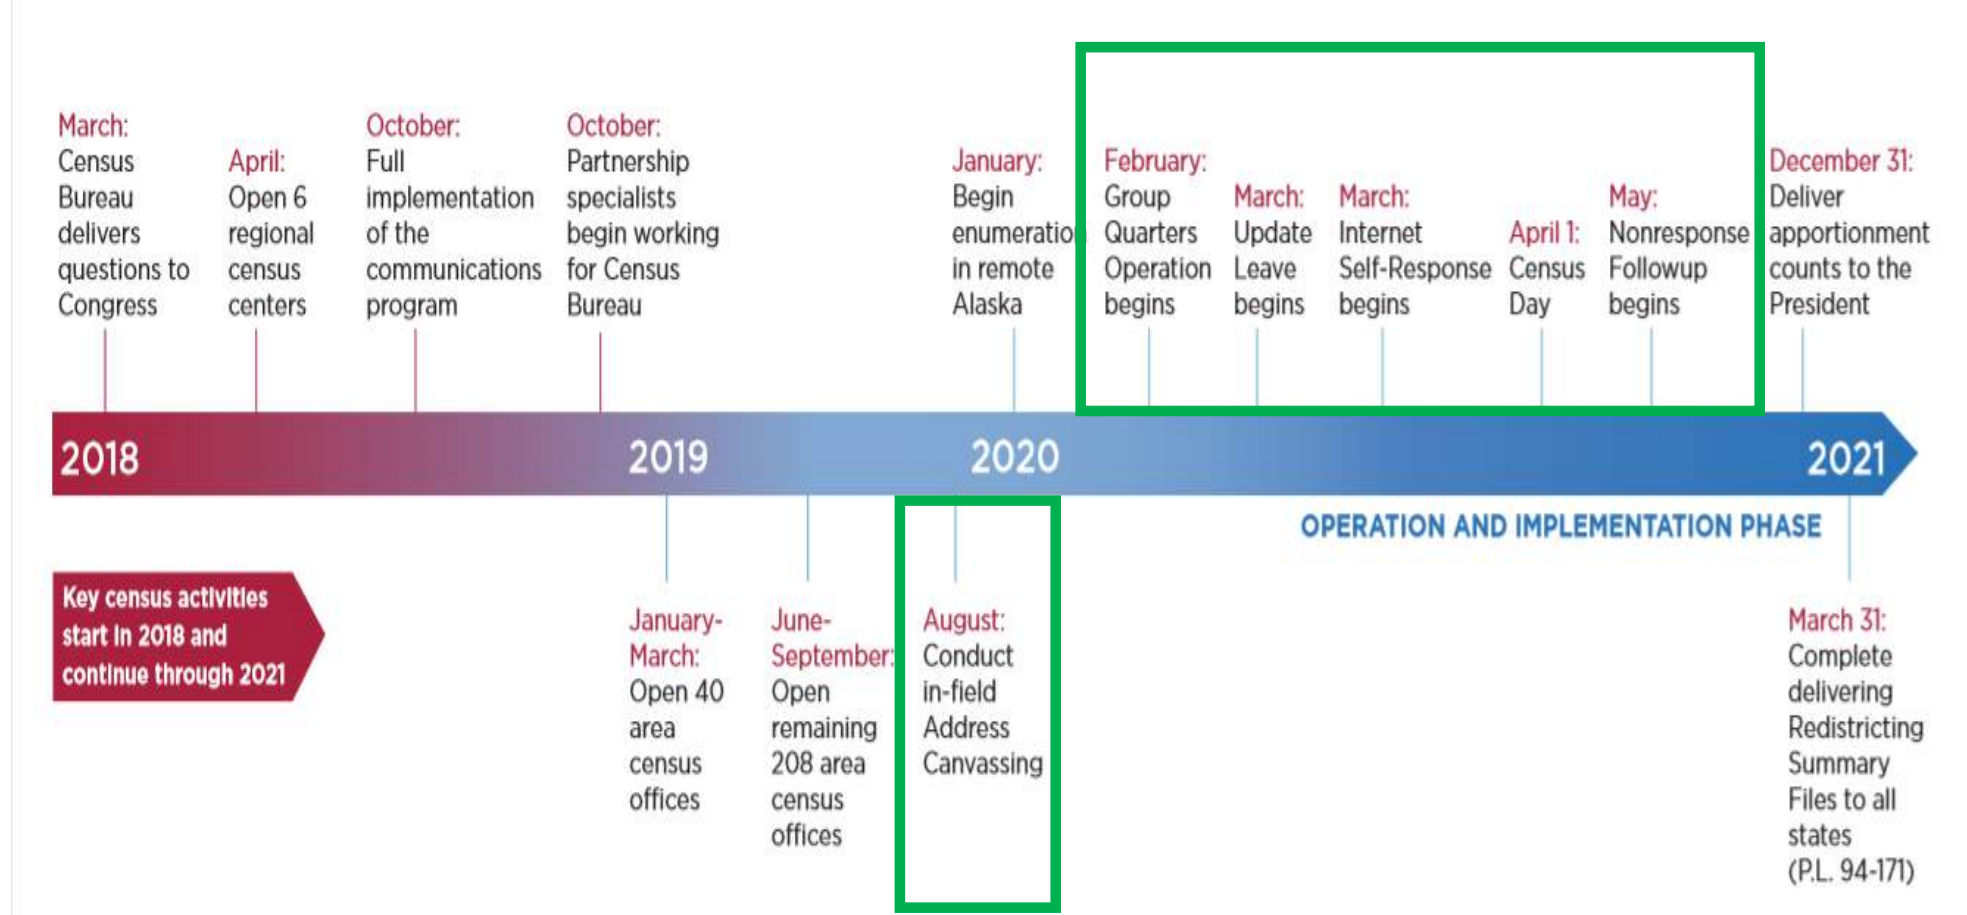 March:
Census
Bureau
delivers
questions to
Congress
April:
Open 6
regional
census
centers
October:
Full
implementation
of the
communications
program
October:
Partnership
specialists
begin working
for Census
Bureau
January:
Begin
enumeration
in remote
Alaska
February:
Group
Quarters
Operation
begins
March:
Update
Leave
begins
March:
Internet
Self-Response
begins
April 1:
Census
Day
May:
Nonresponse
Followup
begins
December 31:
Deliver
apportionment
counts to the
President
2018
2019
2020
2021
OPERATION AND IMPLEMENTATION PHASE
Key census activities
start in 2018 and
continue through 2021
January-
March:
Open 40
area
census
offices
June-
September:
Open
remaining
208 area
census
offices
August:
Conduct
in-field
Address
Canvassing
March 31:
Complete
delivering
Redistricting
Summary
Files to all
states
(P.L. 94-171)